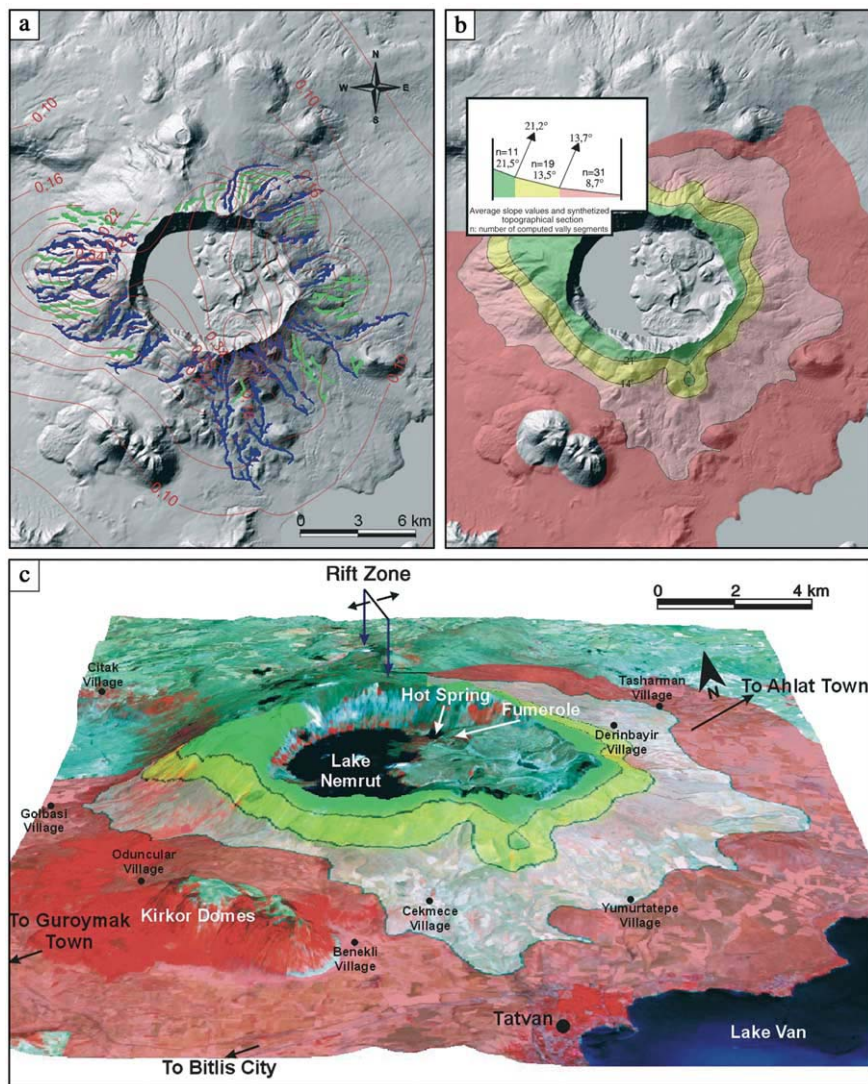 a
N
W E
S
0,10
0,10
0,16
0,22
0,10
0,10
0 3 6 km
b
21,2°
13,7°
n=11
21,5°
n=19
13,5°
n=31
8,7°
Average slope values and synthetized
topographical section
n: number of computed vally segments
c
Rift Zone
0 2 4 km
N
Citak
Village
Hot Spring
Fumerole
Tasharman
Village
To Ahlat Town
Derinbayir
Village
Lake
Nemrut
Golbasi
Village
Oduncular
Village
Kirkor Domes
To Guroymak
Town
Cekmece
Village
Yumurtatepe
Village
Benekli
Village
Tatvan
Lake Van
To Bitlis City